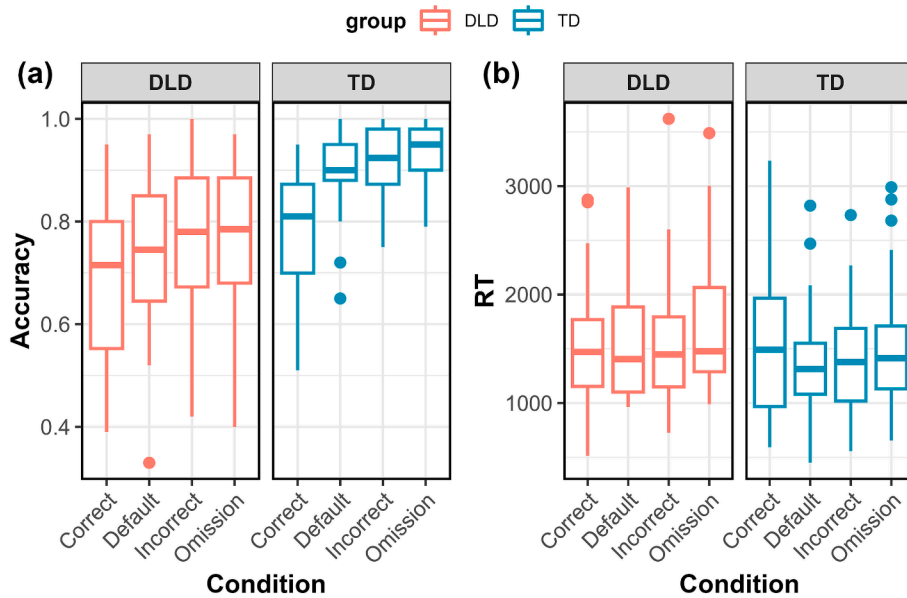 group DLD TD
(a) DLD TD
Accuracy
1.0
0.8
0.6
0.4
Correct Default Incorrect Omission Correct Default Incorrect Omission
Condition
(b) DLD TD
RT
3000
2000
1000
Correct Default Incorrect Omission Correct Default Incorrect Omission
Condition